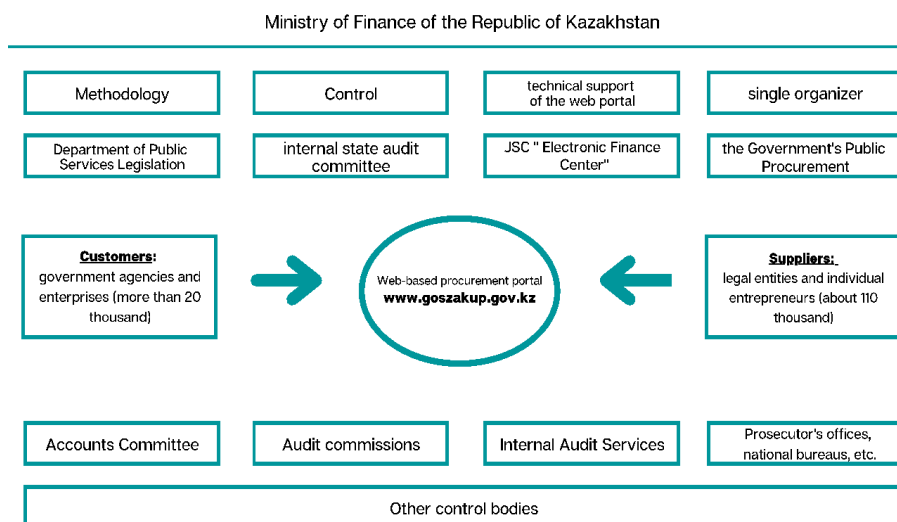 Ministry of Finance of the Republic of Kazakhstan
Methodology
Control
technical support
of the web portal
single organizer
Department of Public
Services Legislation
internal state audit
committee
JSC " Electronic Finance
Center"
the Government's Public
Procurement
Customers:
government agencies and
enterprises (more than 20
thousand)
Web-based procurement portal
www.goszakup.gov.kz
Suppliers:
legal entities and individual
entrepreneurs (about 110
thousand)
Accounts Committee
Audit commissions
Internal Audit Services
Prosecutor's offices,
national bureaus, etc.
Other control bodies